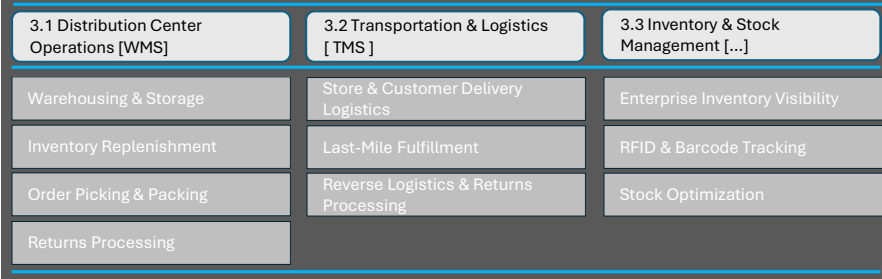 3.1 Distribution Center
Operations [WMS]
3.2 Transportation & Logistics
[ TMS ]
3.3 Inventory & Stock
Management [...]
Warehousing & Storage
Inventory Replenishment
Order Picking & Packing
Returns Processing
Store & Customer Delivery
Logistics
Last-Mile Fulfillment
Reverse Logistics & Returns
Processing
Enterprise Inventory Visibility
RFID & Barcode Tracking
Stock Optimization